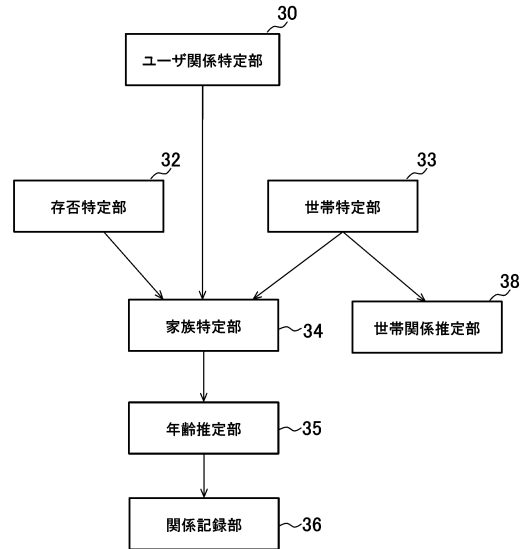 30
ユーザ関係特定部
32
存否特定部
33
世帯特定部
家族特定部
34
38
世帯関係推定部
年齢推定部
35
関係記録部
36